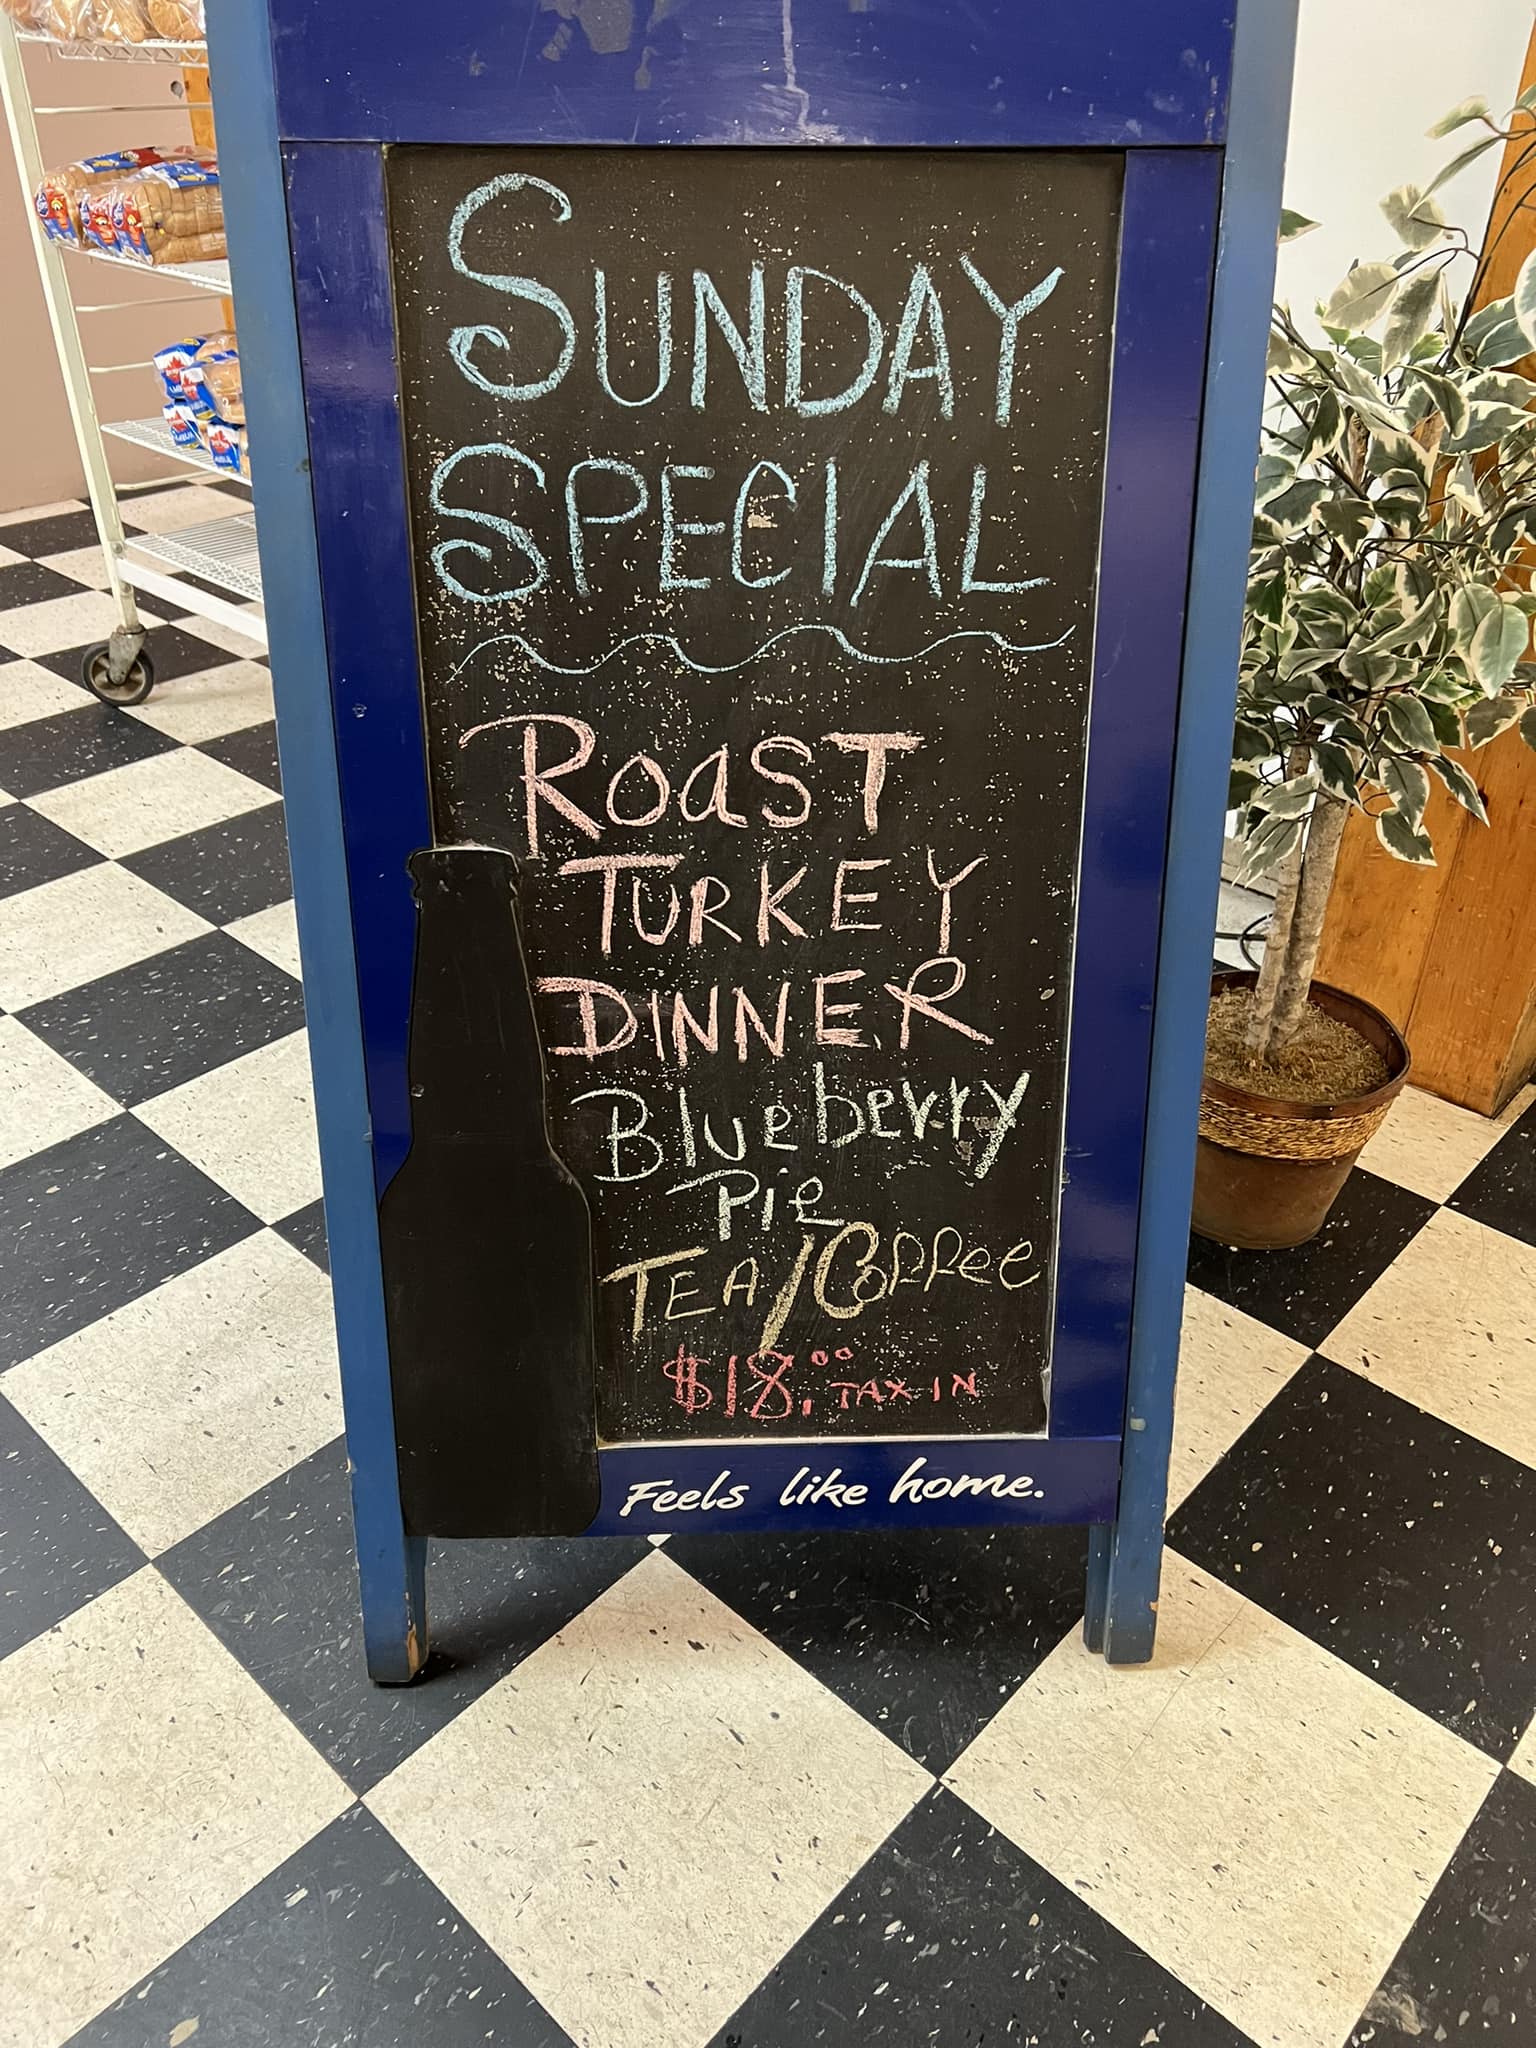 SUNDAY
SPECIAL
ROaST
TURKEY
DINNER
Blueberry
Pie
TEA/Coffee
$18.00 TAX IN
Feels like home.